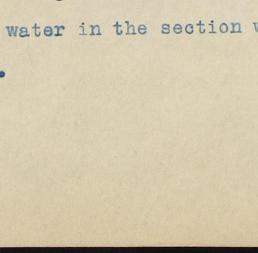 water in the section
.